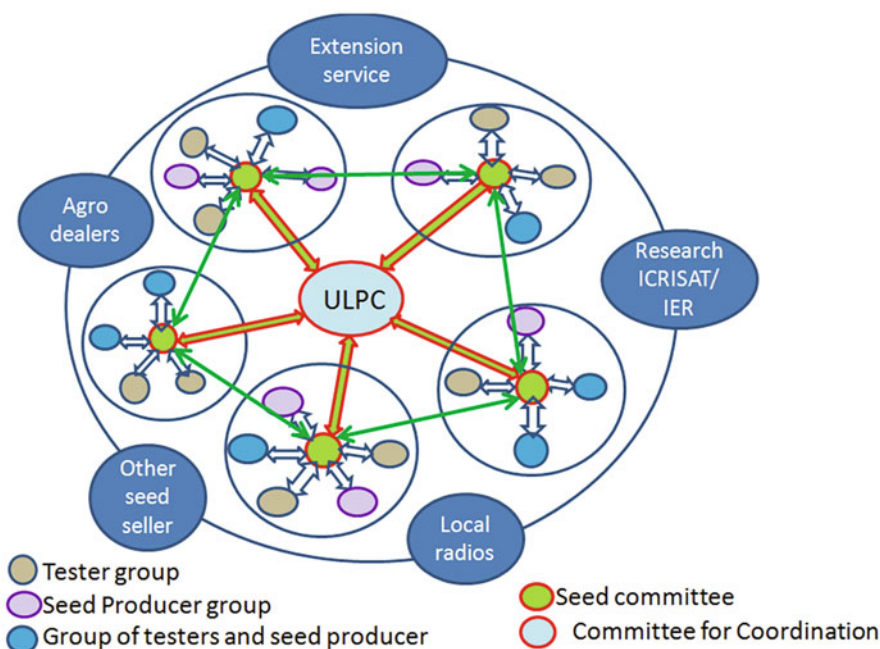 Extension
service
Agro
dealers
Research
ICRISAT/
IER
ULPC
Other
seed
seller
Local
radios
Tester group
Seed Producer group
Group of testers and seed producer
Seed committee
Committee for Coordination